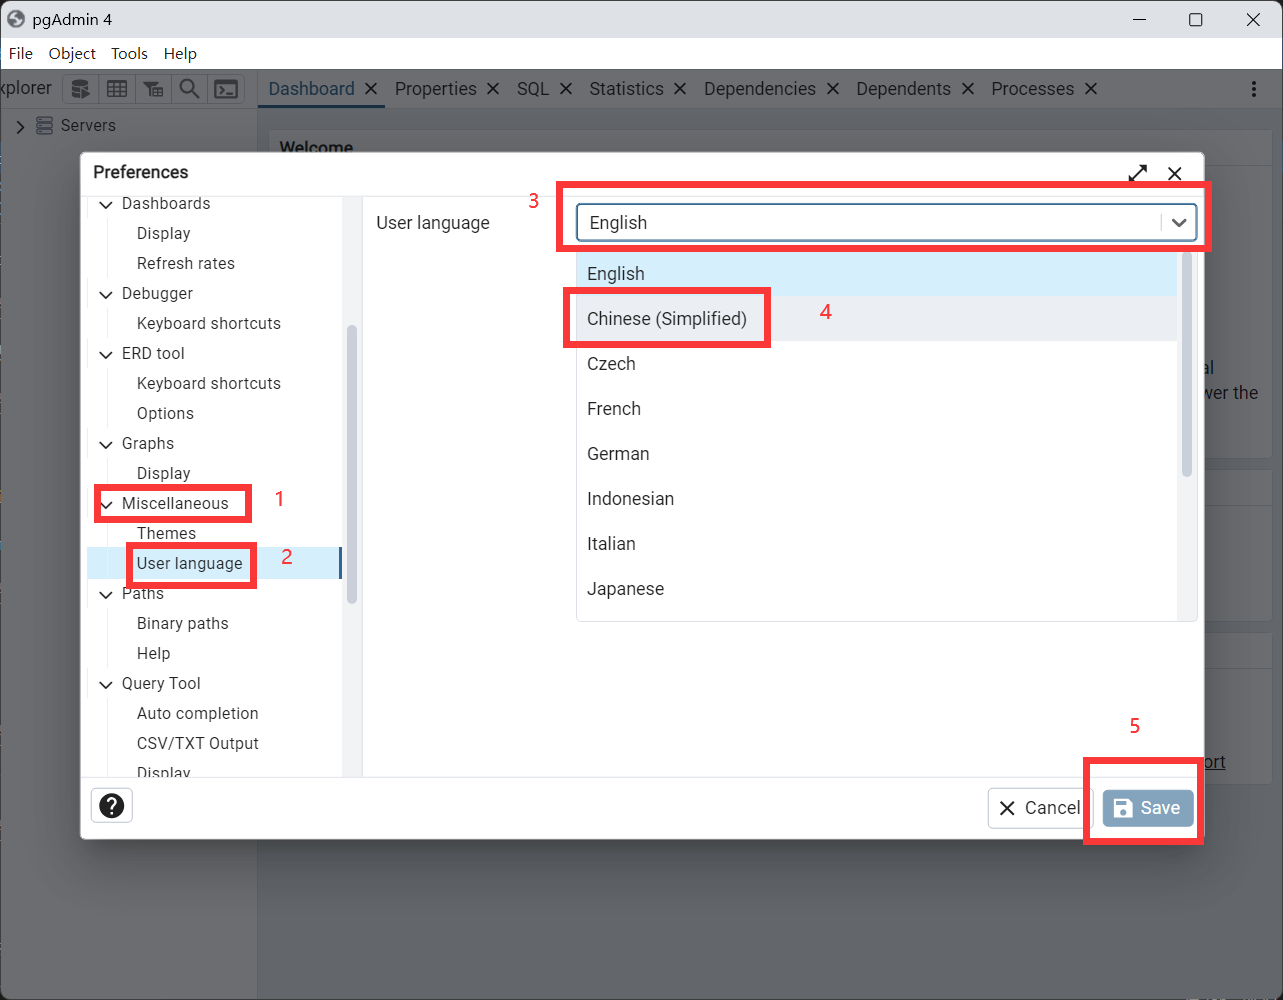 pgAdmin 4
File Object Tools Help
xplorer Dashboard Properties SQL Statistics Dependencies Dependents Processes
Servers
Welcome
Preferences
Dashboards
Display
Refresh rates
Debugger
Keyboard shortcuts
ERD tool
Keyboard shortcuts
Options
Graphs
Display
Miscellaneous 1
Themes
User language 2
Paths
Binary paths
Help
Query Tool
Auto completion
CSV/TXT Output
Display
User language 3 English
English
Chinese (Simplified) 4
Czech
French
German
Indonesian
Italian
Japanese
al
wer the
ort
5
Cancel Save